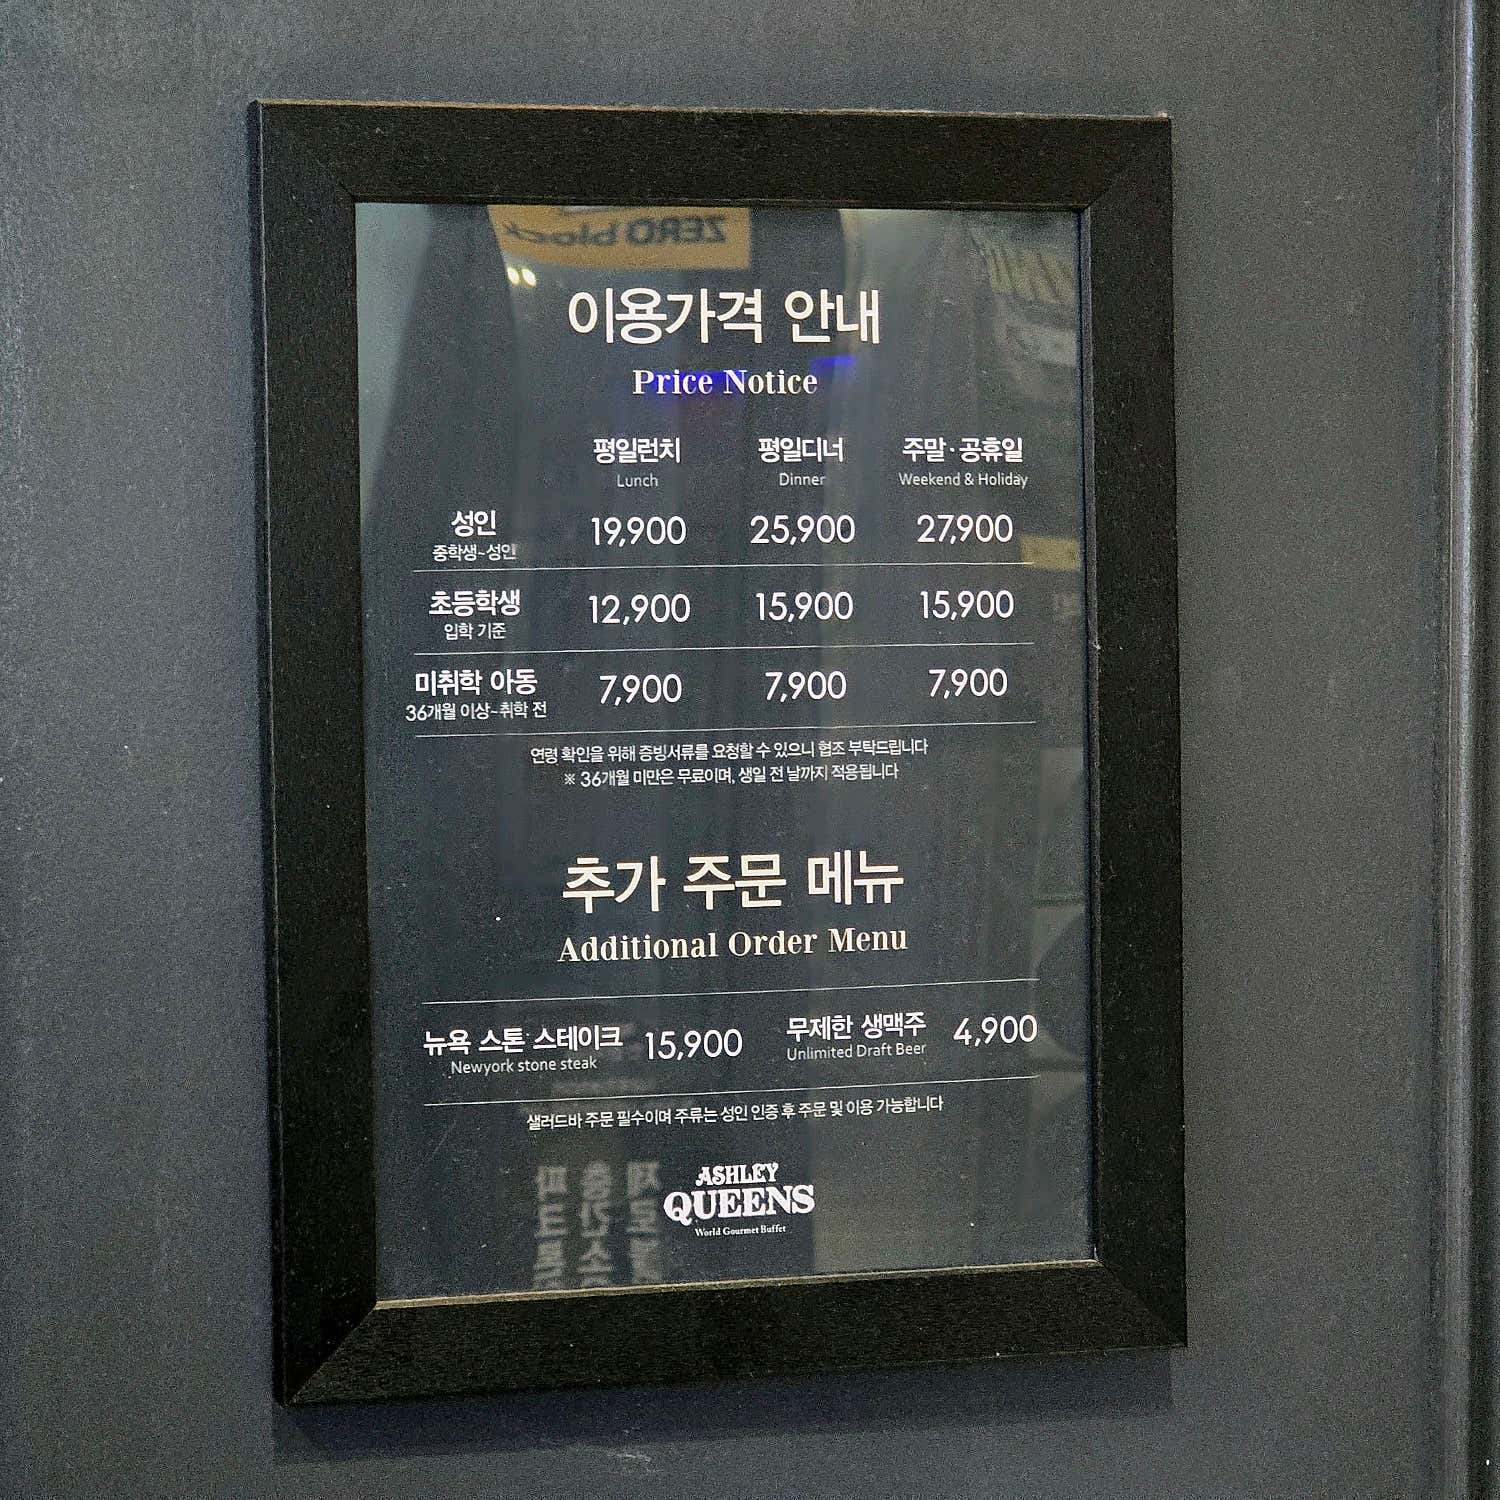 ZERO block
이용가격 안내
Price Notice
평일런치 평일디너 주말·공휴일
Lunch Dinner Weekend & Holiday
성인 19,900 25,900 27,900
중학생~성인
초등학생 12,900 15,900 15,900
입학 기준
미취학 아동 7,900 7,900 7,900
36개월 이상~취학 전
연령 확인을 위해 증빙서류를 요청할 수 있으니 협조 부탁드립니다
※ 36개월 미만은 무료이며, 생일 전 날까지 적용됩니다
추가 주문 메뉴
Additional Order Menu
뉴욕 스톤 스테이크 15,900 무제한 생맥주 4,900
Newyork stone steak Unlimited Draft Beer
샐러드바 주문 필수이며 주류는 성인 인증 후 주문 및 이용 가능합니다
ASHLEY
QUEENS
World Gourmet Buffet